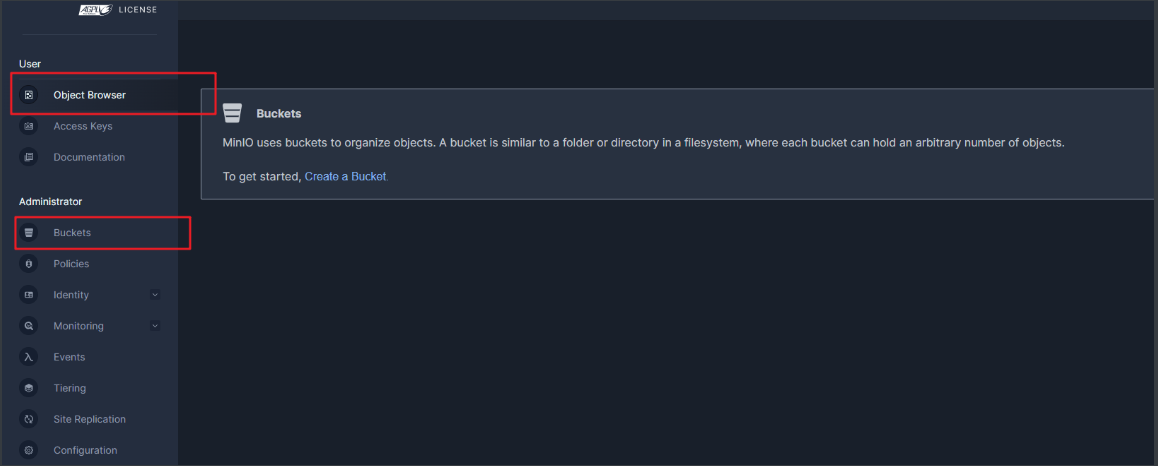 AGPL LICENSE
User
Object Browser
Access Keys
Documentation
Administrator
Buckets
Policies
Identity
Monitoring
Events
Tiering
Site Replication
Configuration
Buckets
MinIO uses buckets to organize objects. A bucket is similar to a folder or directory in a filesystem, where each bucket can hold an arbitrary number of objects.
To get started, Create a Bucket.